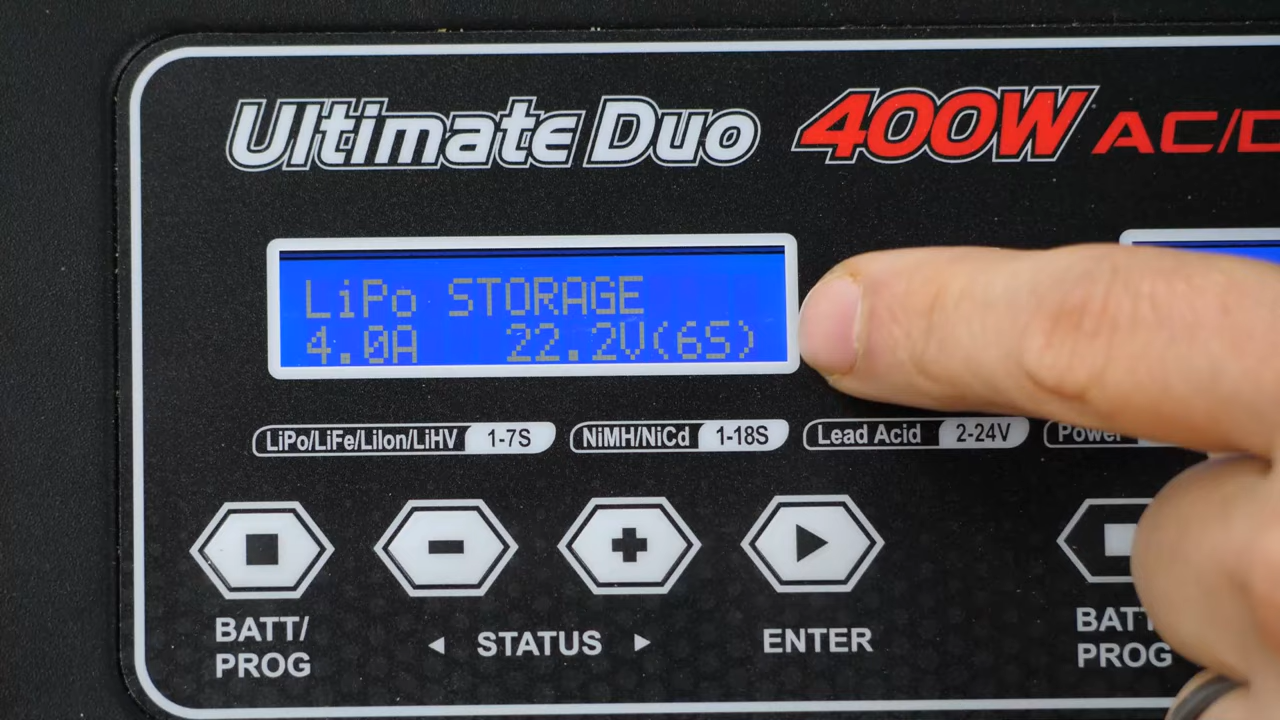 Ultimate Duo 400W AC/D
LiPo STORAGE
4.0A 22.2V(6S)
LiPo/LiFe/LiIon/LiHV 1-7S NiMH/NiCd 1-18S Lead Acid 2-24V Power
BATT/
PROG
◄ STATUS ►
ENTER
BATT
PROG